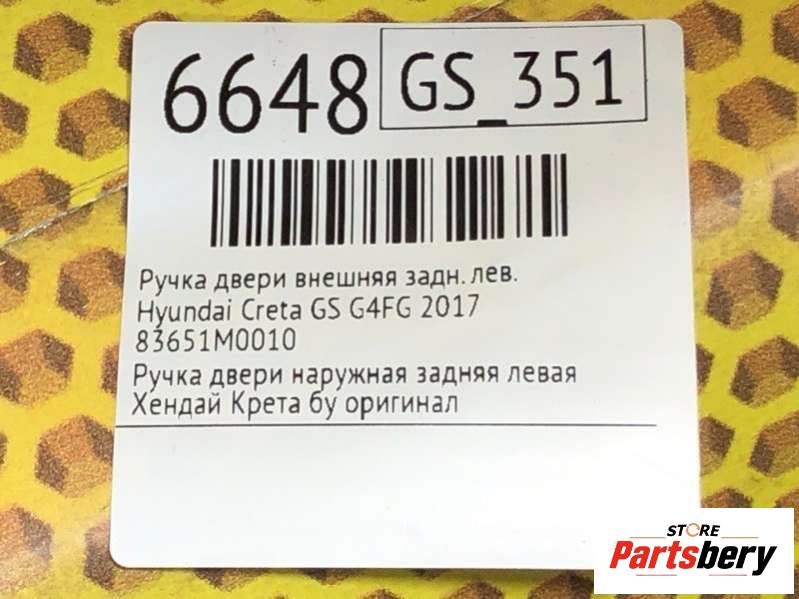 6648 GS_351
Ручка двери внешняя задн. лев.
Hyundai Creta GS G4FG 2017
83651M0010
Ручка двери наружная задняя левая
Хендай Крета бу оригинал
STORE
Partsbery